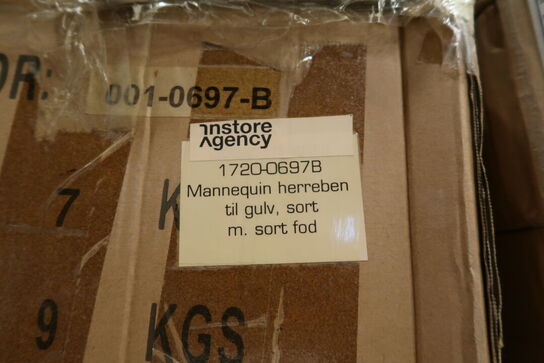 OR:
001-0697-B
Instore
Agency
1720-0697B
Mannequin herreben
til gulv, sort
m. sort fod
7 K
9 KGS